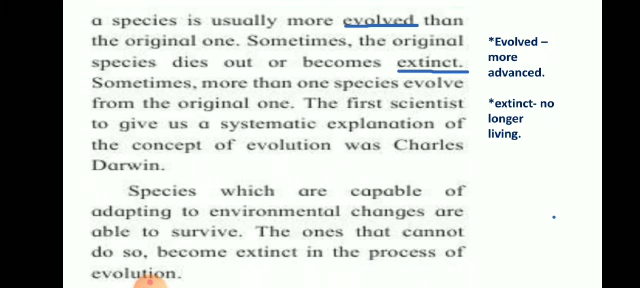 a species is usually more evolved than
the original one. Sometimes, the original
species dies out or becomes extinct.
Sometimes, more than one species evolve
from the original one. The first scientist
to give us a systematic explanation of
the concept of evolution was Charles
Darwin.
Species which are capable of
adapting to environmental changes are
able to survive. The ones that cannot
do so, become extinct in the process of
evolution.
*Evolved –
more
advanced.
*extinct- no
longer
living.